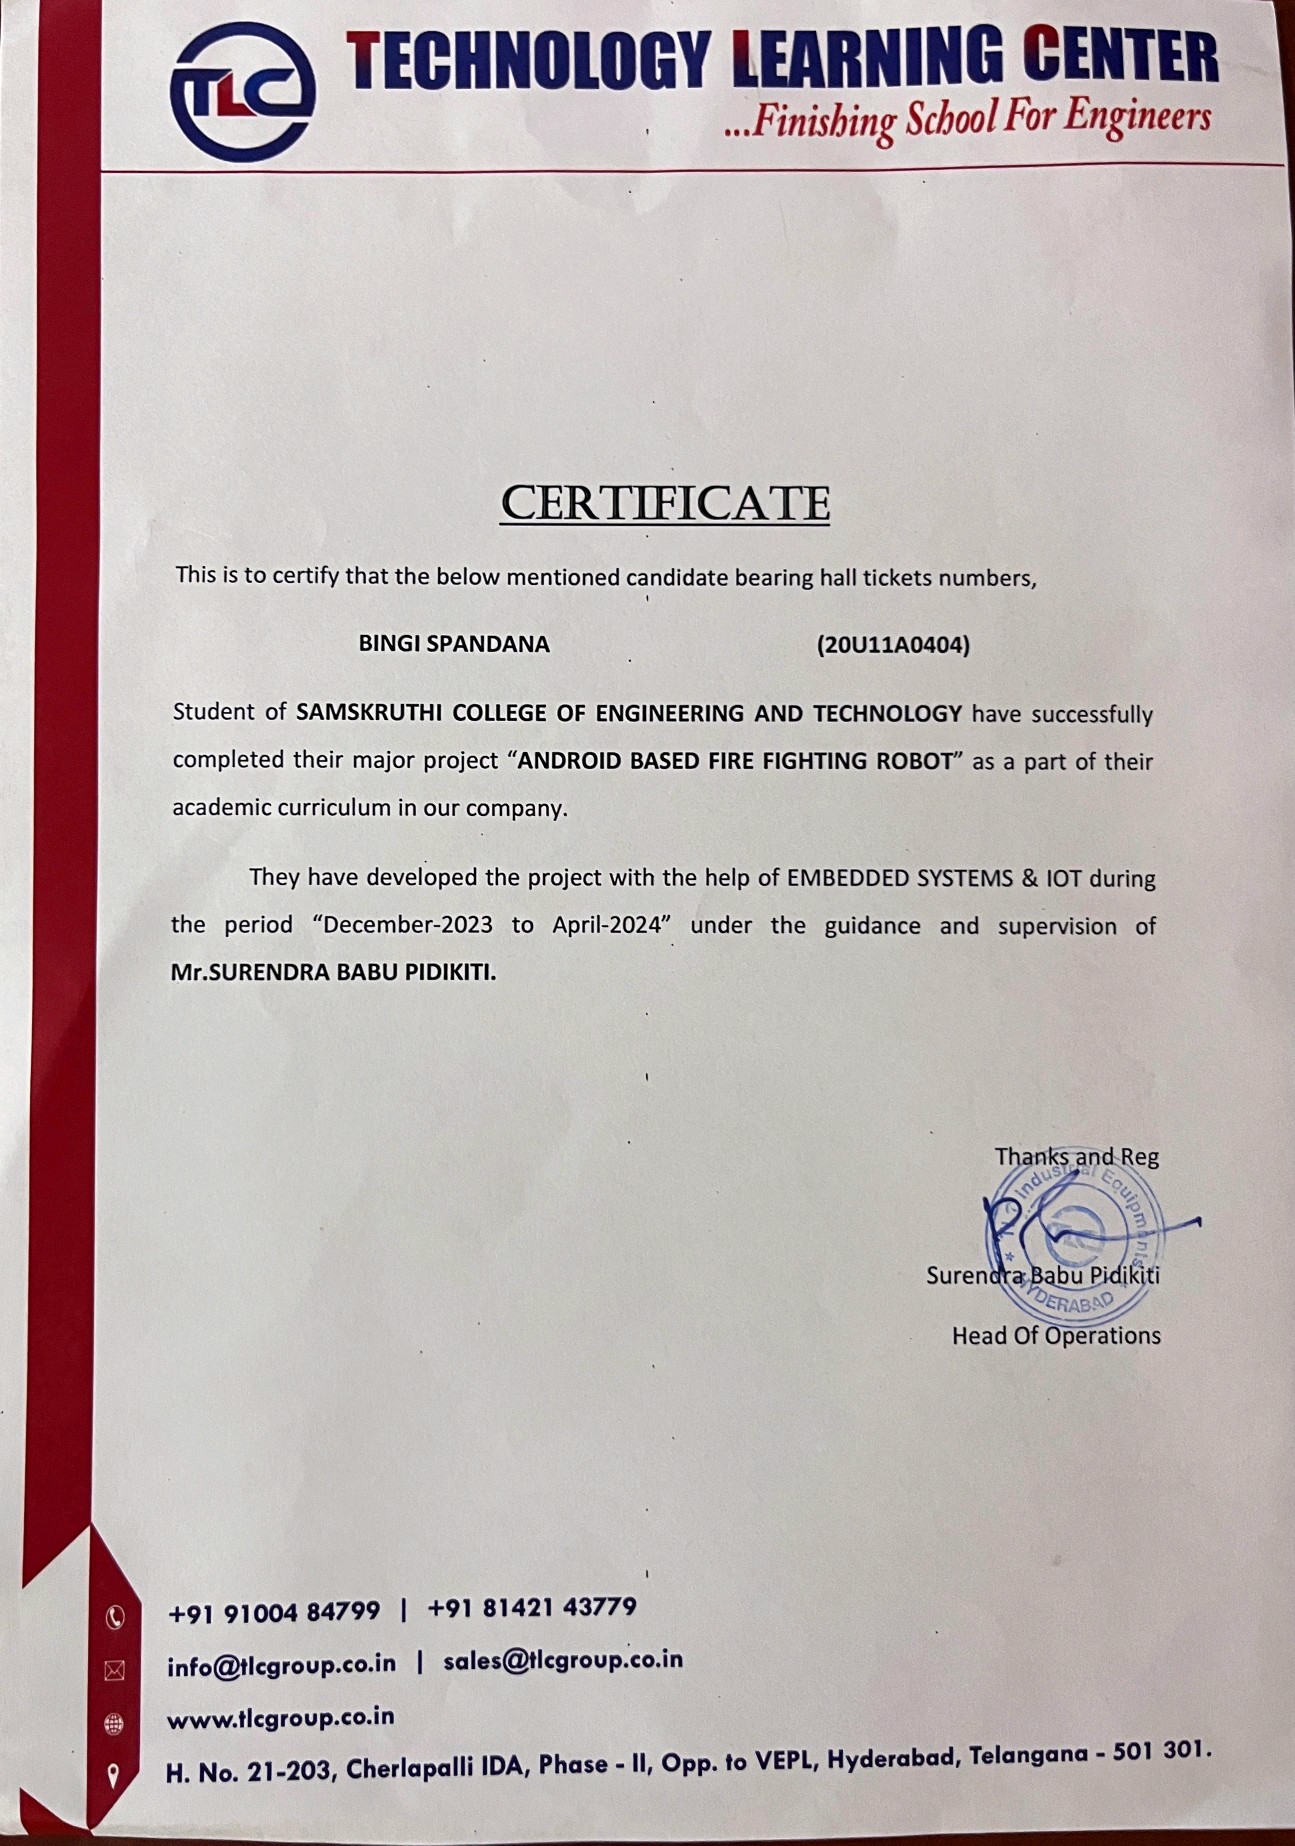 TLC
TECHNOLOGY LEARNING CENTER
...Finishing School For Engineers
CERTIFICATE
This is to certify that the below mentioned candidate bearing hall tickets numbers,
BINGI SPANDANA (20U11A0404)
Student of SAMSKRUTHI COLLEGE OF ENGINEERING AND TECHNOLOGY have successfully
completed their major project “ANDROID BASED FIRE FIGHTING ROBOT” as a part of their
academic curriculum in our company.
They have developed the project with the help of EMBEDDED SYSTEMS & IOT during
the period “December-2023 to April-2024” under the guidance and supervision of
Mr.SURENDRA BABU PIDIKITI.
Thanks and Reg
Industrial Equipments
HYDERABAD
Surendra Babu Pidikiti
Head Of Operations
+91 91004 84799 | +91 81421 43779
info@tlcgroup.co.in | sales@tlcgroup.co.in
www.tlcgroup.co.in
H. No. 21-203, Cherlapalli IDA, Phase - II, Opp. to VEPL, Hyderabad, Telangana - 501 301.